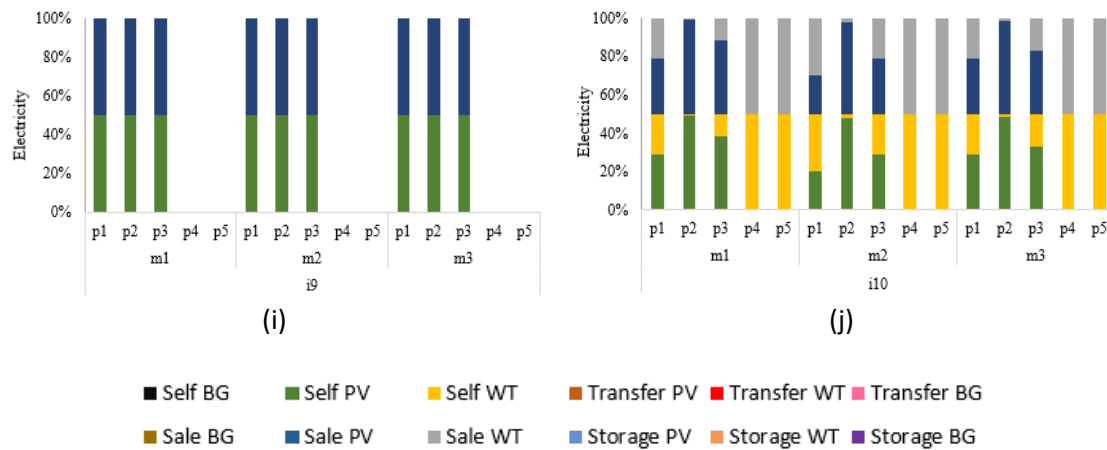 100%
80%
60%
40%
20%
0%
Electricity
p1 p2 p3 p4 p5 p1 p2 p3 p4 p5 p1 p2 p3 p4 p5
m1 m2 m3
i9
(i)
100%
80%
60%
40%
20%
0%
Electricity
p1 p2 p3 p4 p5 p1 p2 p3 p4 p5 p1 p2 p3 p4 p5
m1 m2 m3
i10
(j)
Self BG Self PV Self WT Transfer PV Transfer WT Transfer BG
Sale BG Sale PV Sale WT Storage PV Storage WT Storage BG